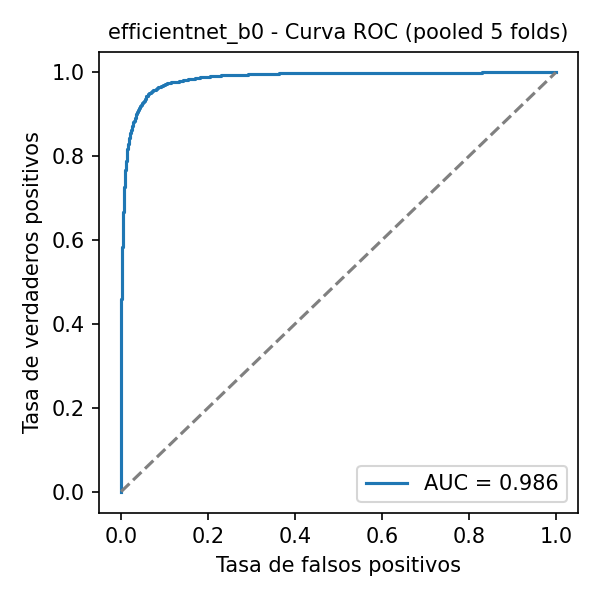 efficientnet_b0 - Curva ROC (pooled 5 folds)
Tasa de verdaderos positivos
1.0
0.8
0.6
0.4
0.2
0.0
AUC = 0.986
0.0 0.2 0.4 0.6 0.8 1.0
Tasa de falsos positivos